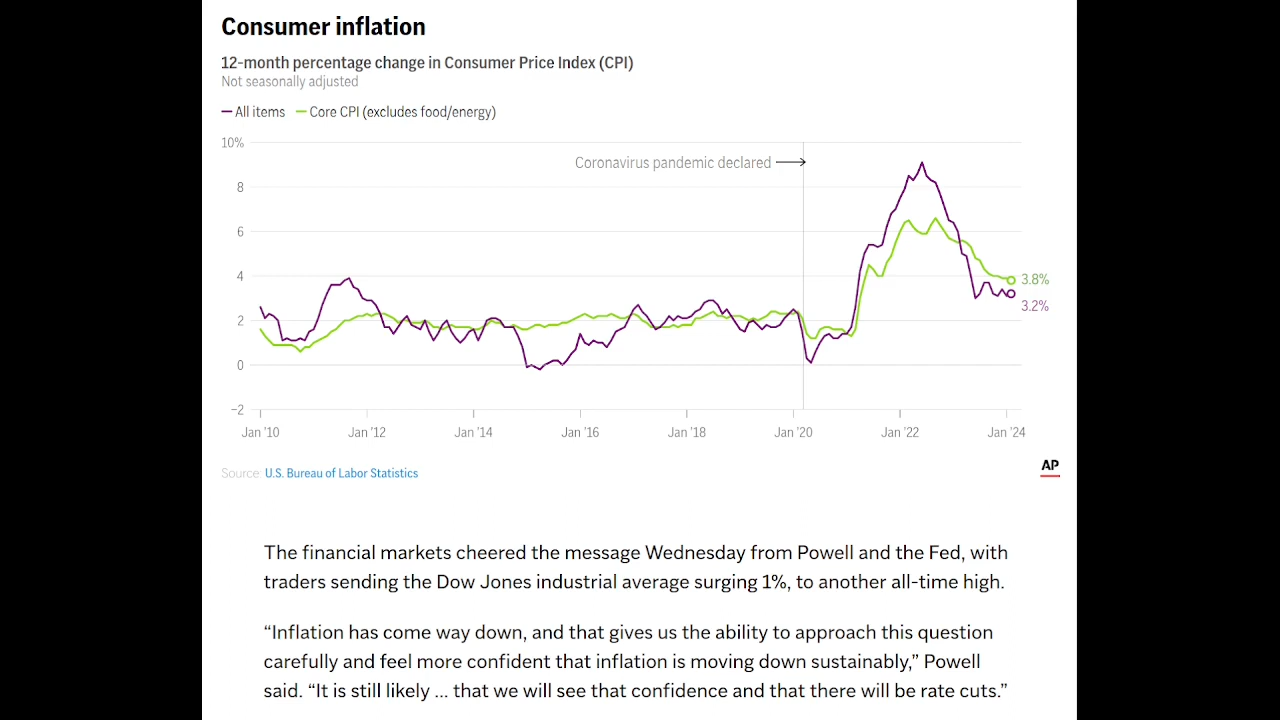 Consumer inflation
12-month percentage change in Consumer Price Index (CPI)
Not seasonally adjusted
All items Core CPI (excludes food/energy)
10%
Coronavirus pandemic declared
8
6
4
3.8%
3.2%
2
0
−2
Jan '10 Jan '12 Jan '14 Jan '16 Jan '18 Jan '20 Jan '22 Jan '24
Source: U.S. Bureau of Labor Statistics
AP
The financial markets cheered the message Wednesday from Powell and the Fed, with
traders sending the Dow Jones industrial average surging 1%, to another all-time high.
“Inflation has come way down, and that gives us the ability to approach this question
carefully and feel more confident that inflation is moving down sustainably,” Powell
said. “It is still likely ... that we will see that confidence and that there will be rate cuts.”